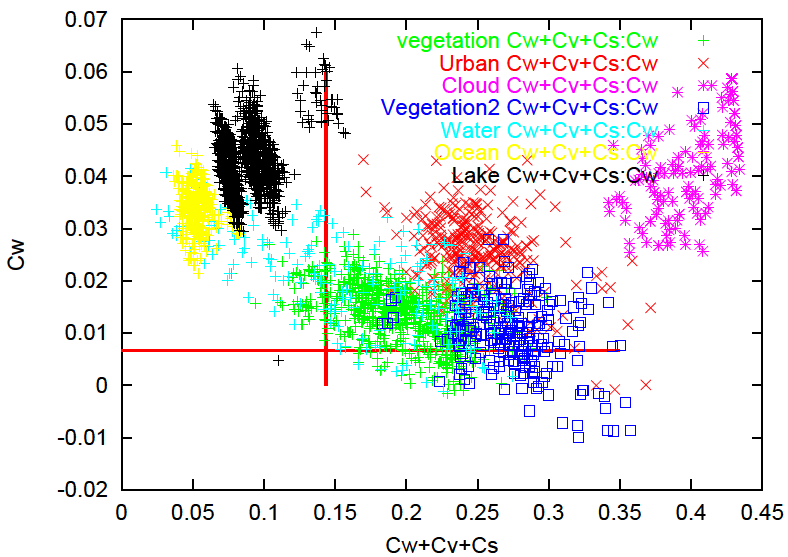 0.07
0.06
0.05
0.04
0.03
0.02
0.01
0
-0.01
-0.02
Cw
vegetation Cw+Cv+Cs:Cw
Urban Cw+Cv+Cs:Cw
Cloud Cw+Cv+Cs:Cw
Vegetation2 Cw+Cv+Cs:Cw
Water Cw+Cv+Cs:Cw
Ocean Cw+Cv+Cs:Cw
Lake Cw+Cv+Cs:Cw
0 0.05 0.1 0.15 0.2 0.25 0.3 0.35 0.4 0.45
Cw+Cv+Cs